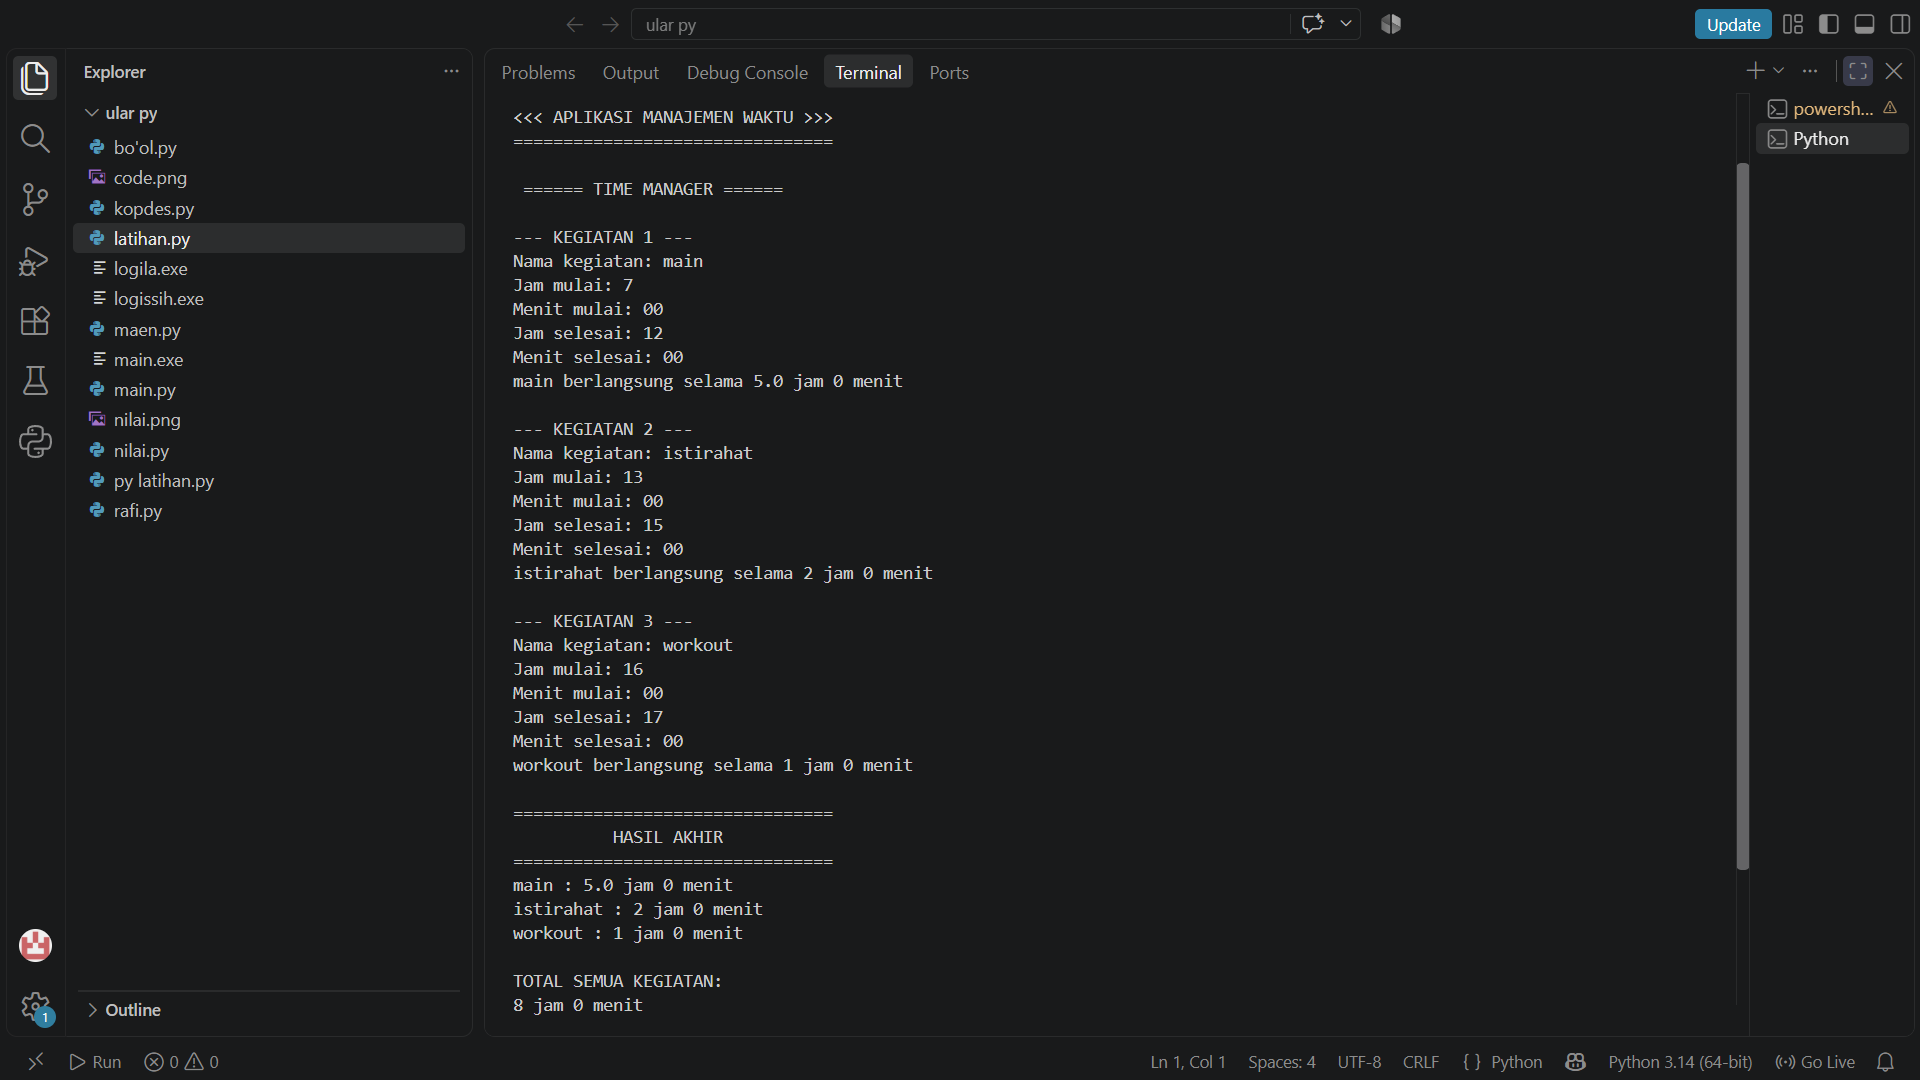 ular py
Update
Explorer
ular py
bo'ol.py
code.png
kopdes.py
latihan.py
logila.exe
logissih.exe
maen.py
main.exe
main.py
nilai.png
nilai.py
py latihan.py
rafi.py
Outline
1
Problems
Output
Debug Console
Terminal
Ports
<<< APLIKASI MANAJEMEN WAKTU >>>
================================
====== TIME MANAGER ======
--- KEGIATAN 1 ---
Nama kegiatan: main
Jam mulai: 7
Menit mulai: 00
Jam selesai: 12
Menit selesai: 00
main berlangsung selama 5.0 jam 0 menit
--- KEGIATAN 2 ---
Nama kegiatan: istirahat
Jam mulai: 13
Menit mulai: 00
Jam selesai: 15
Menit selesai: 00
istirahat berlangsung selama 2 jam 0 menit
--- KEGIATAN 3 ---
Nama kegiatan: workout
Jam mulai: 16
Menit mulai: 00
Jam selesai: 17
Menit selesai: 00
workout berlangsung selama 1 jam 0 menit
================================
HASIL AKHIR
================================
main : 5.0 jam 0 menit
istirahat : 2 jam 0 menit
workout : 1 jam 0 menit
TOTAL SEMUA KEGIATAN:
8 jam 0 menit
powersh...
Python
Run
0
0
Ln 1, Col 1
Spaces: 4
UTF-8
CRLF
{ } Python
Python 3.14 (64-bit)
Go Live